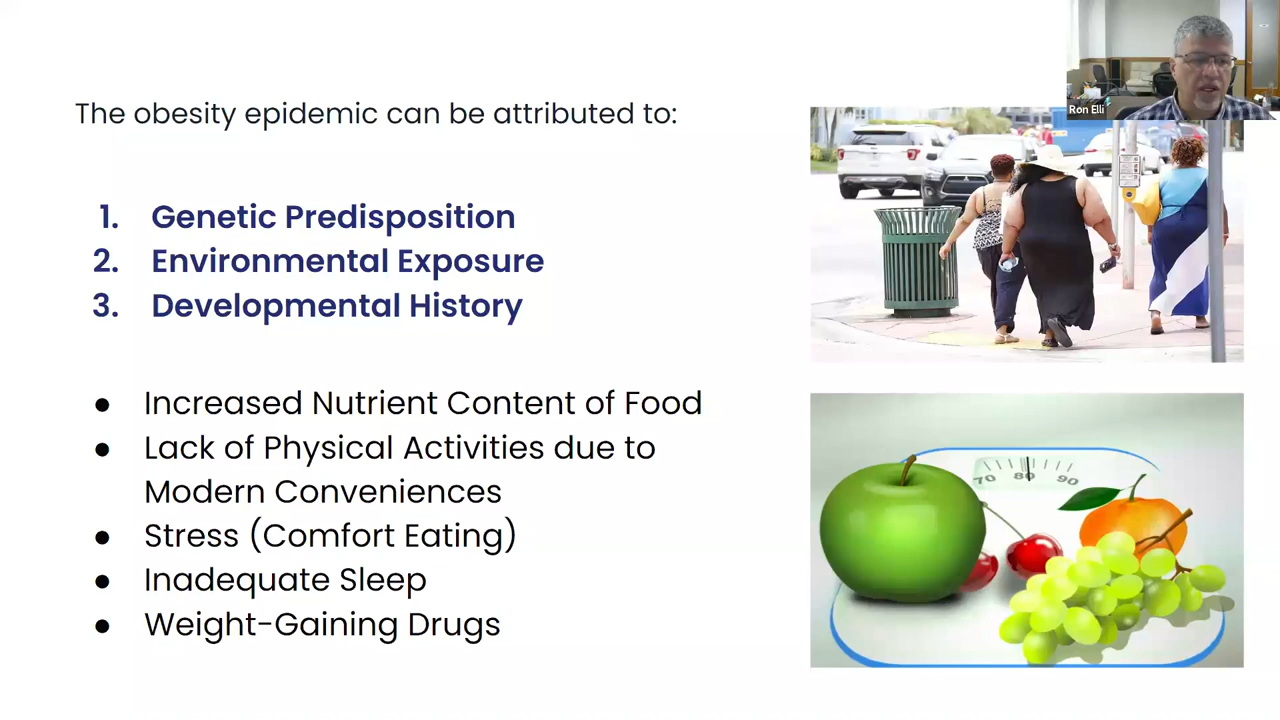 The obesity epidemic can be attributed to:
1. Genetic Predisposition
2. Environmental Exposure
3. Developmental History
● Increased Nutrient Content of Food
● Lack of Physical Activities due to
Modern Conveniences
● Stress (Comfort Eating)
● Inadequate Sleep
● Weight-Gaining Drugs
Ron Elli
70 80 90